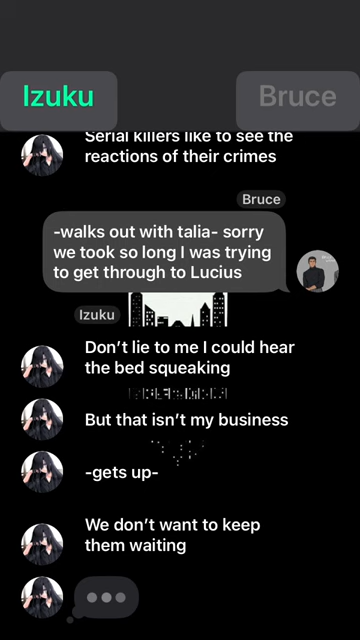 Izuku
Bruce
Serial killers like to see the
reactions of their crimes
Bruce
-walks out with talia- sorry
we took so long I was trying
to get through to Lucius
Izuku
Don’t lie to me I could hear
the bed squeaking
But that isn’t my business
-gets up-
We don’t want to keep
them waiting